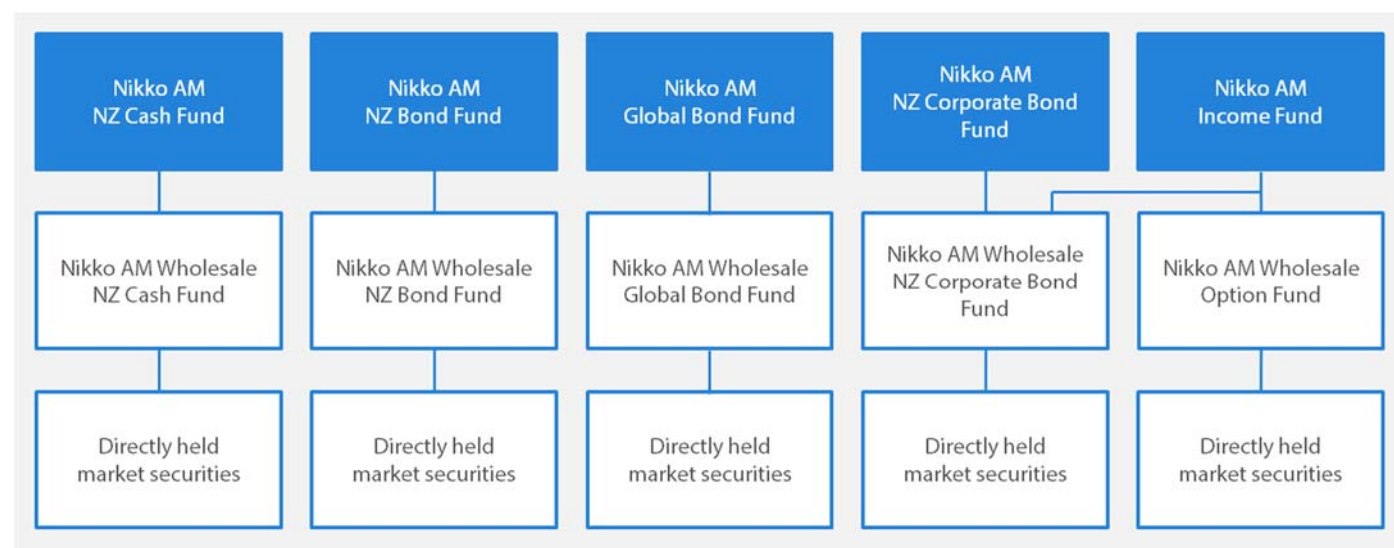 Nikko AM
NZ Cash Fund
Nikko AM
NZ Bond Fund
Nikko AM
Global Bond Fund
Nikko AM
NZ Corporate Bond
Fund
Nikko AM
Income Fund
Nikko AM Wholesale
NZ Cash Fund
Nikko AM Wholesale
NZ Bond Fund
Nikko AM Wholesale
Global Bond Fund
Nikko AM Wholesale
NZ Corporate Bond
Fund
Nikko AM Wholesale
Option Fund
Directly held
market securities
Directly held
market securities
Directly held
market securities
Directly held
market securities
Directly held
market securities